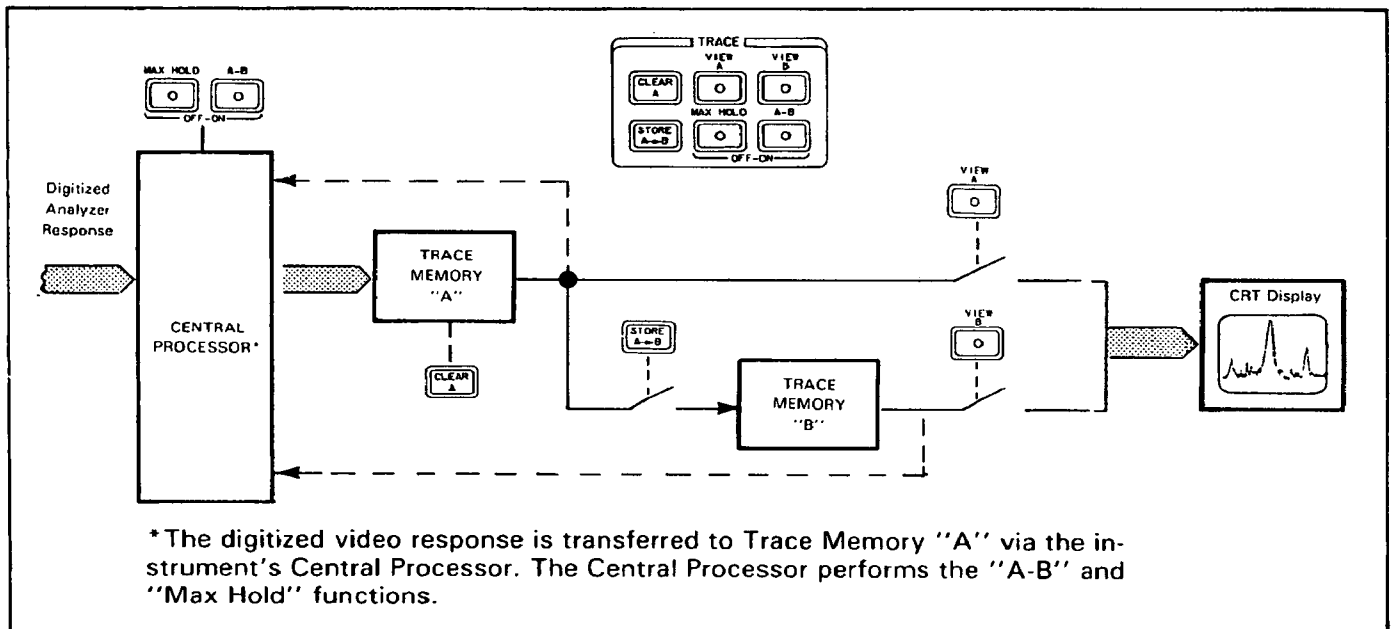 TRACE
VIEW
A
VIEW
B
CLEAR
A
MAX HOLD
A-B
STORE
A→B
OFF-ON
MAX HOLD
A-B
OFF-ON
Digitized
Analyzer
Response
CENTRAL
PROCESSOR*
TRACE
MEMORY
"A"
CLEAR
A
STORE
A→B
TRACE
MEMORY
"B"
VIEW
A
VIEW
B
CRT Display
*The digitized video response is transferred to Trace Memory "A" via the in-
strument's Central Processor. The Central Processor performs the "A-B" and
"Max Hold" functions.